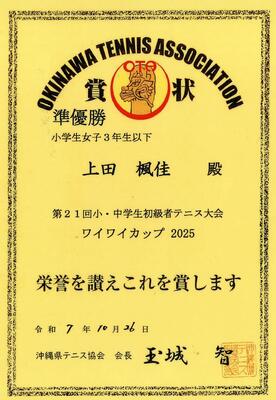 OKINAWA TENNIS ASSOCIATION
OTA
賞状
準優勝
小学生女子3年生以下
上田 楓佳 殿
第21回小・中学生初級者テニス大会
ワイワイカップ 2025
栄誉を讃えこれを賞します
令和 7 年 10 月 26 日
沖縄県テニス協会 会長 玉城 智